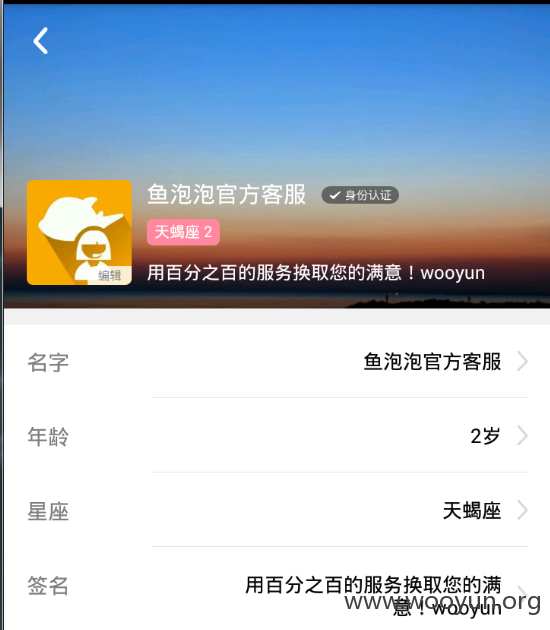 鱼泡泡官方客服
身份认证
天蝎座 2
用百分之百的服务换取您的满意！wooyun
编辑
名字
鱼泡泡官方客服
年龄
2岁
星座
天蝎座
签名
用百分之百的服务换取您的满
意！wooyun
www.wooyun.org